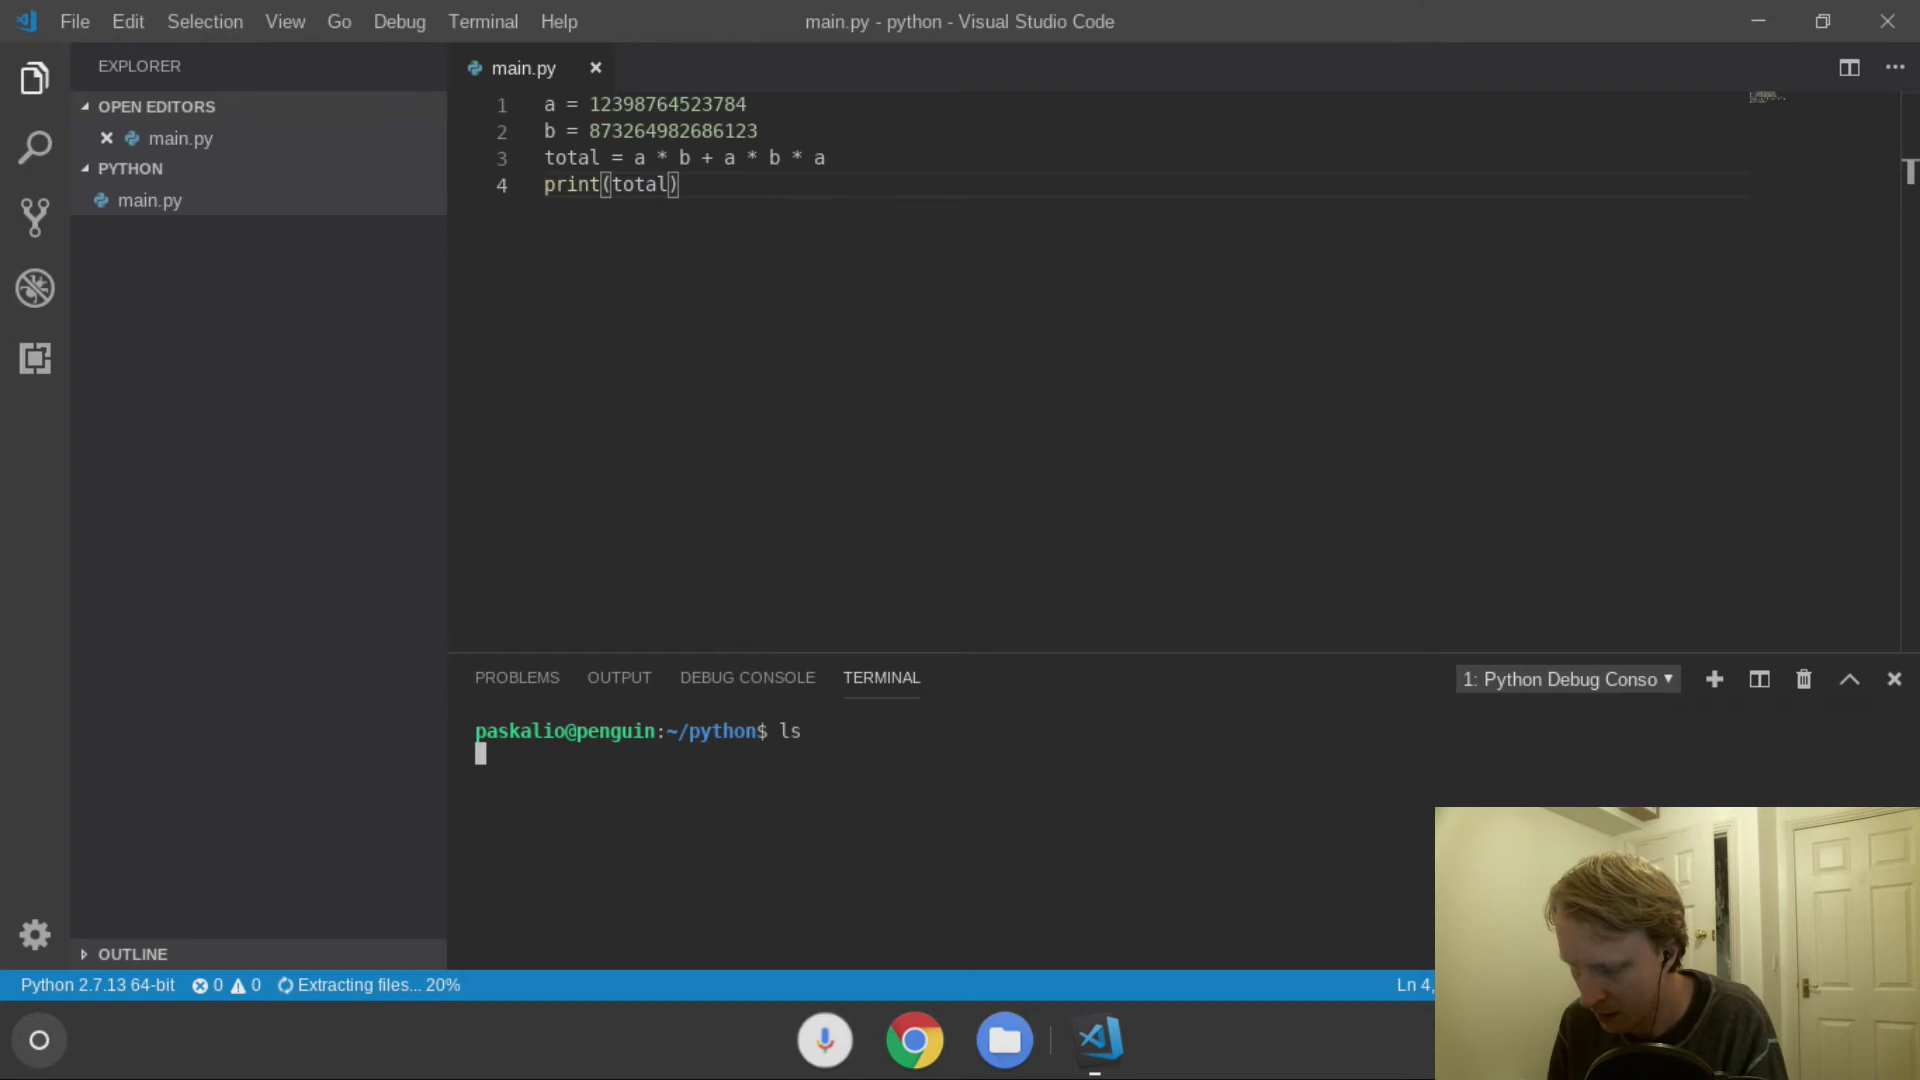 File Edit Selection View Go Debug Terminal Help
main.py - python - Visual Studio Code
EXPLORER
OPEN EDITORS
main.py
PYTHON
main.py
OUTLINE
main.py
1 a = 12398764523784
2 b = 873264982686123
3 total = a * b + a * b * a
4 print(total)
PROBLEMS OUTPUT DEBUG CONSOLE TERMINAL
1: Python Debug Conso
paskalio@penguin:~/python$ ls
Python 2.7.13 64-bit 0 0 Extracting files... 20%
Ln 4,